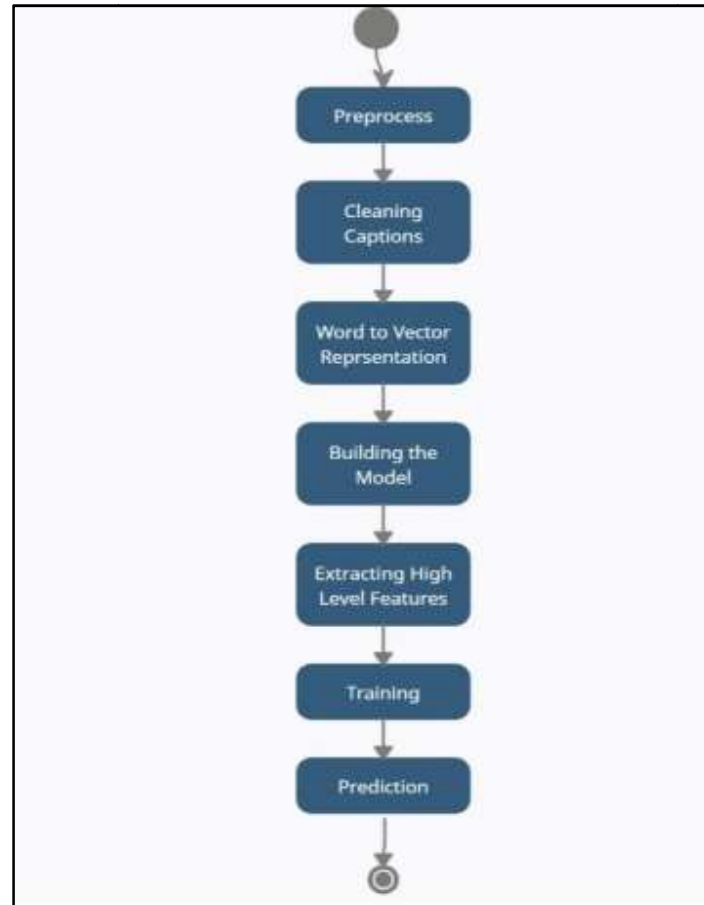 Preprocess
Cleaning
Captions
Word to Vector
Reprsentation
Building the
Model
Extracting High
Level Features
Training
Prediction